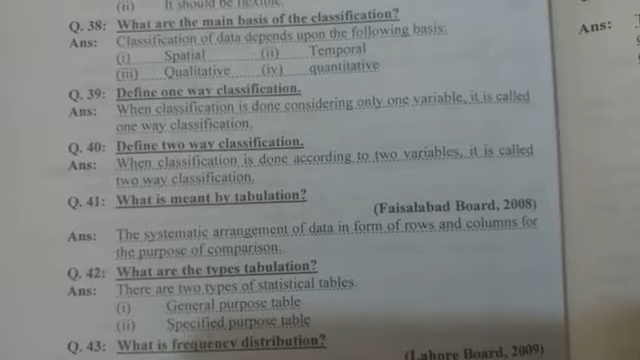 (ii) It should be flexible.
Q. 38: What are the main basis of the classification?
Ans: Classification of data depends upon the following basis:
(i) Spatial (ii) Temporal
(iii) Qualitative (iv) quantitative
Q. 39: Define one way classification.
Ans: When classification is done considering only one variable, it is called
one way classification.
Q. 40: Define two way classification.
Ans: When classification is done according to two variables, it is called
two way classification.
Q. 41: What is meant by tabulation?
(Faisalabad Board, 2008)
Ans: The systematic arrangement of data in form of rows and columns for
the purpose of comparison.
Q. 42: What are the types tabulation?
Ans: There are two types of statistical tables.
(i) General purpose table
(ii) Specified purpose table
Q. 43: What is frequency distribution?
(Lahore Board, 2009)
Ans: